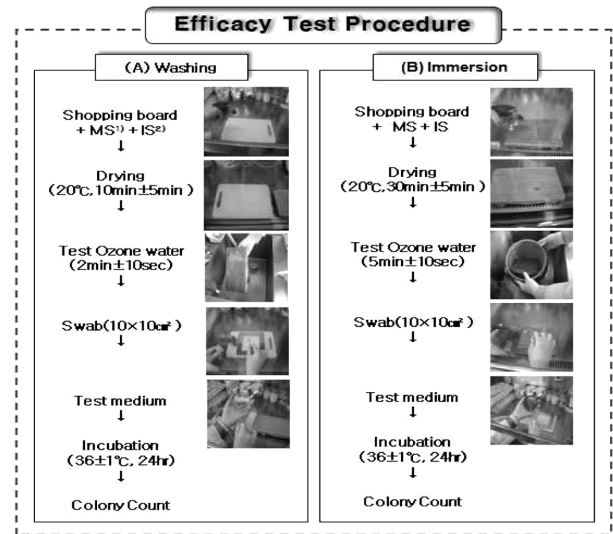 Efficacy Test Procedure
(A) Washing
Shopping board
+ MS¹⁾ + IS²⁾
↓
Drying
(20℃,10min±5min )
↓
Test Ozone water
(2min±10sec)
↓
Swab(10×10㎠ )
↓
Test medium
↓
Incubation
(36±1℃, 24hr)
↓
Colony Count
(B) Immersion
Shopping board
+ MS + IS
↓
Drying
(20℃,30min±5min)
↓
Test Ozone water
(5min±10sec)
↓
Swab(10×10㎠ )
↓
Test medium
↓
Incubation
(36±1℃, 24hr)
↓
Colony Count